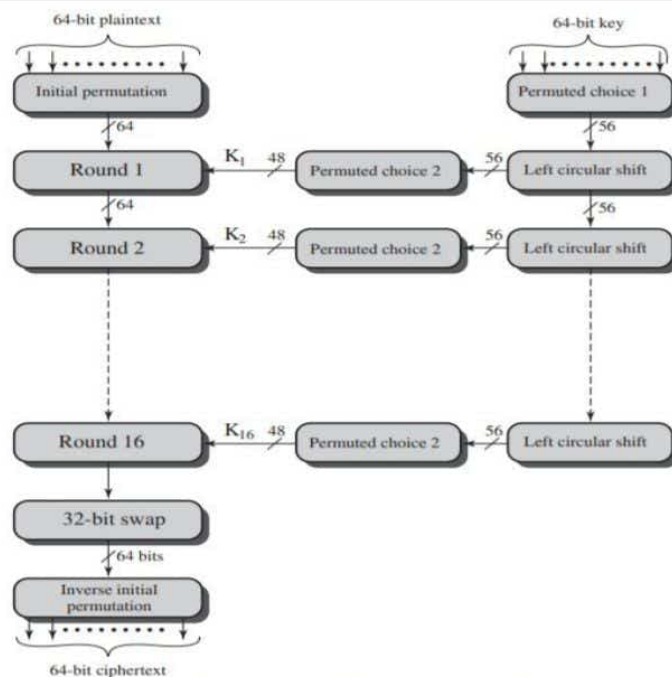 64-bit plaintext
64-bit key
Initial permutation
Permuted choice 1
64
56
Round 1
K1
48
Permuted choice 2
56
Left circular shift
64
56
Round 2
K2
48
Permuted choice 2
56
Left circular shift
Round 16
K16
48
Permuted choice 2
56
Left circular shift
32-bit swap
64 bits
Inverse initial
permutation
64-bit ciphertext